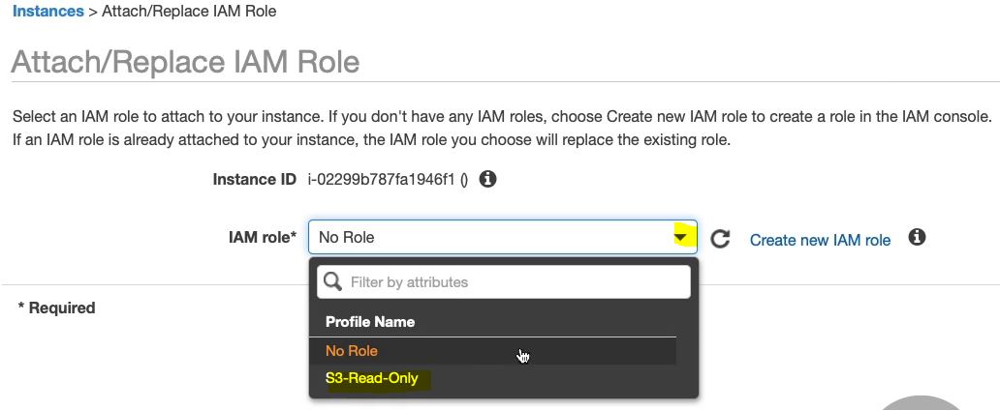 Instances > Attach/Replace IAM Role
Attach/Replace IAM Role
Select an IAM role to attach to your instance. If you don't have any IAM roles, choose Create new IAM role to create a role in the IAM console.
If an IAM role is already attached to your instance, the IAM role you choose will replace the existing role.
Instance ID i-02299b787fa1946f1 ()
IAM role* No Role Create new IAM role
Filter by attributes
* Required
Profile Name
No Role
S3-Read-Only